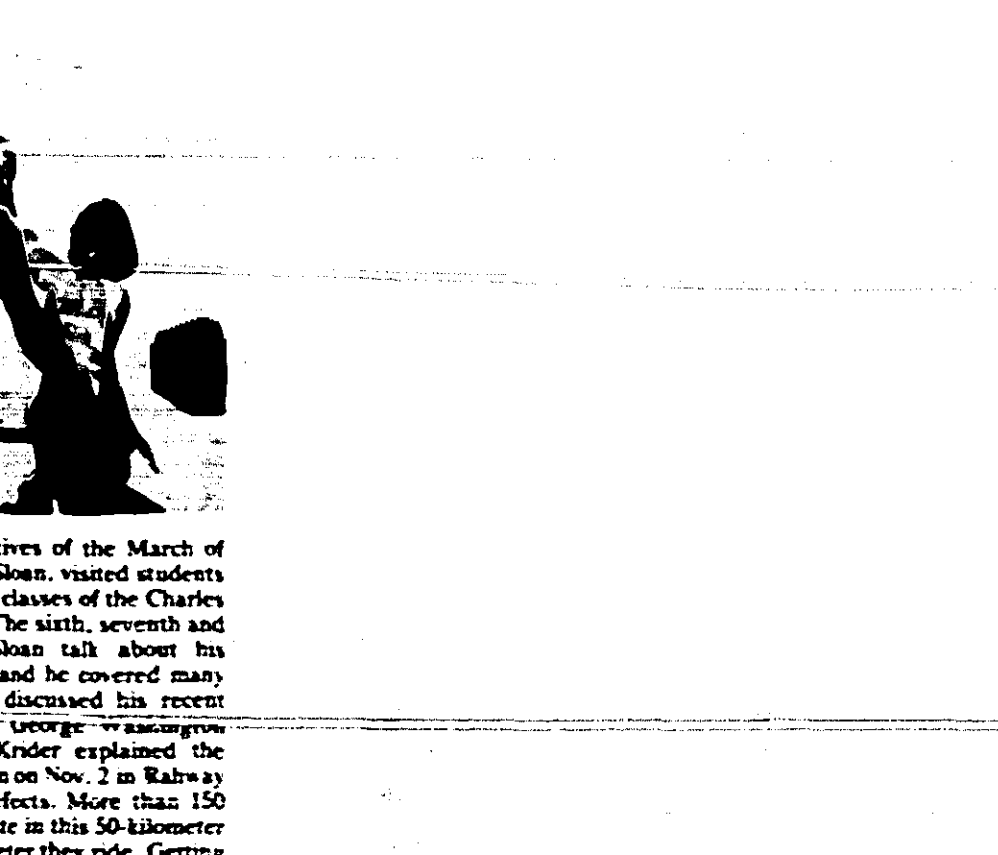 tives of the March of
Sloan, visited students
classes of the Charles
The sixth, seventh and
Sloan talk about his
and he covered many
discussed his recent
George Washington
Krider explained the
n on Nov. 2 in Rahway
efects. More than 150
te in this 50-kilometer
eter they ride. Getting